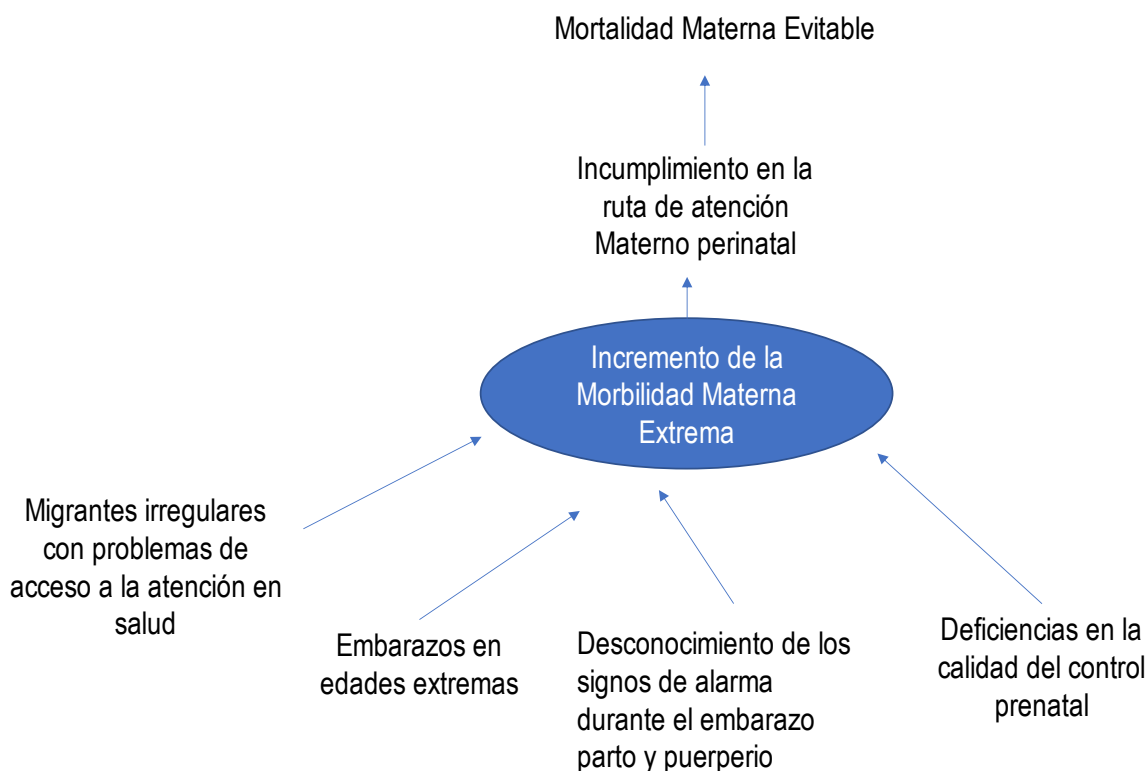 Mortalidad Materna Evitable
Incumplimiento en la
ruta de atención
Materno perinatal
Incremento de la
Morbilidad Materna
Extrema
Migrantes irregulares
con problemas de
acceso a la atención en
salud
Embarazos en
edades extremas
Desconocimiento de los
signos de alarma
durante el embarazo
parto y puerperio
Deficiencias en la
calidad del control
prenatal